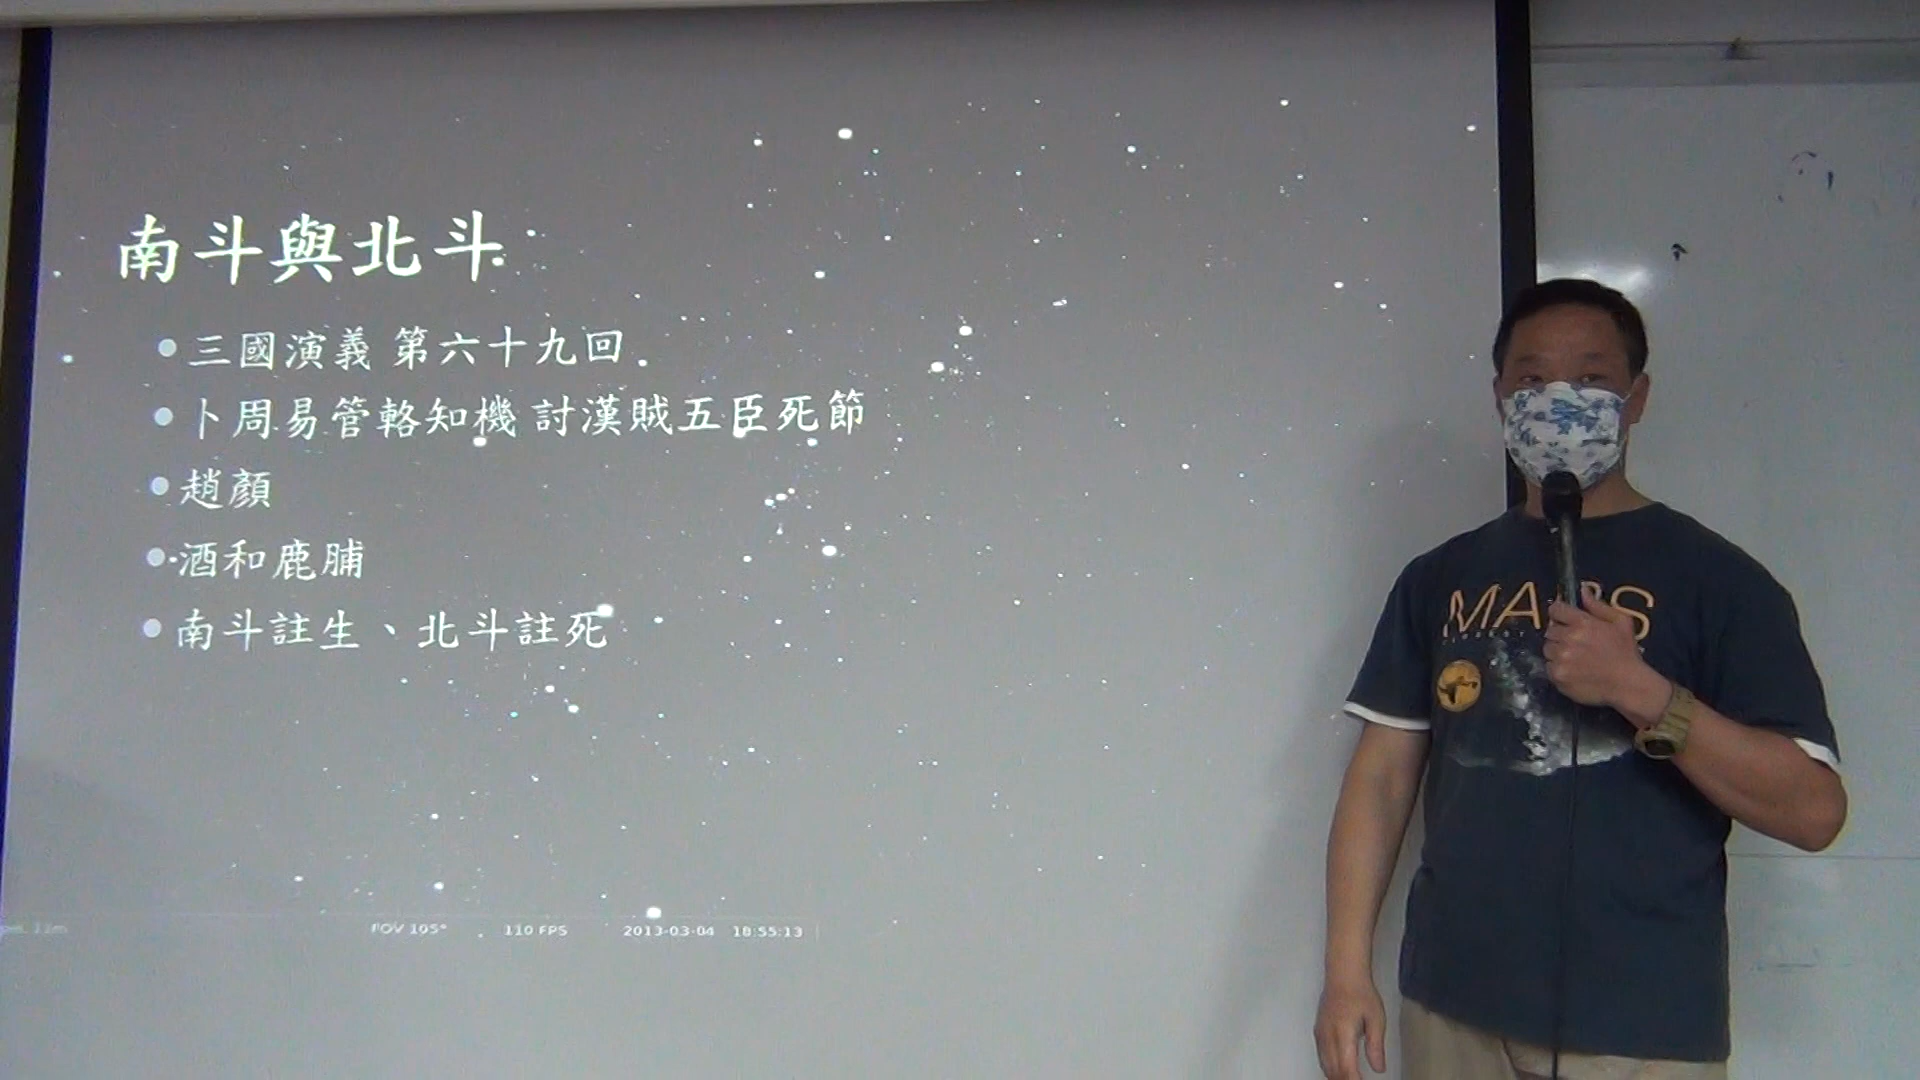 南斗與北斗
三國演義 第六十九回
卜周易管輅知機 討漢賊五臣死節
趙顏
酒和鹿脯
南斗註生、北斗註死
FOV 105° 110 FPS 2013-03-04 18:55:13
MARS